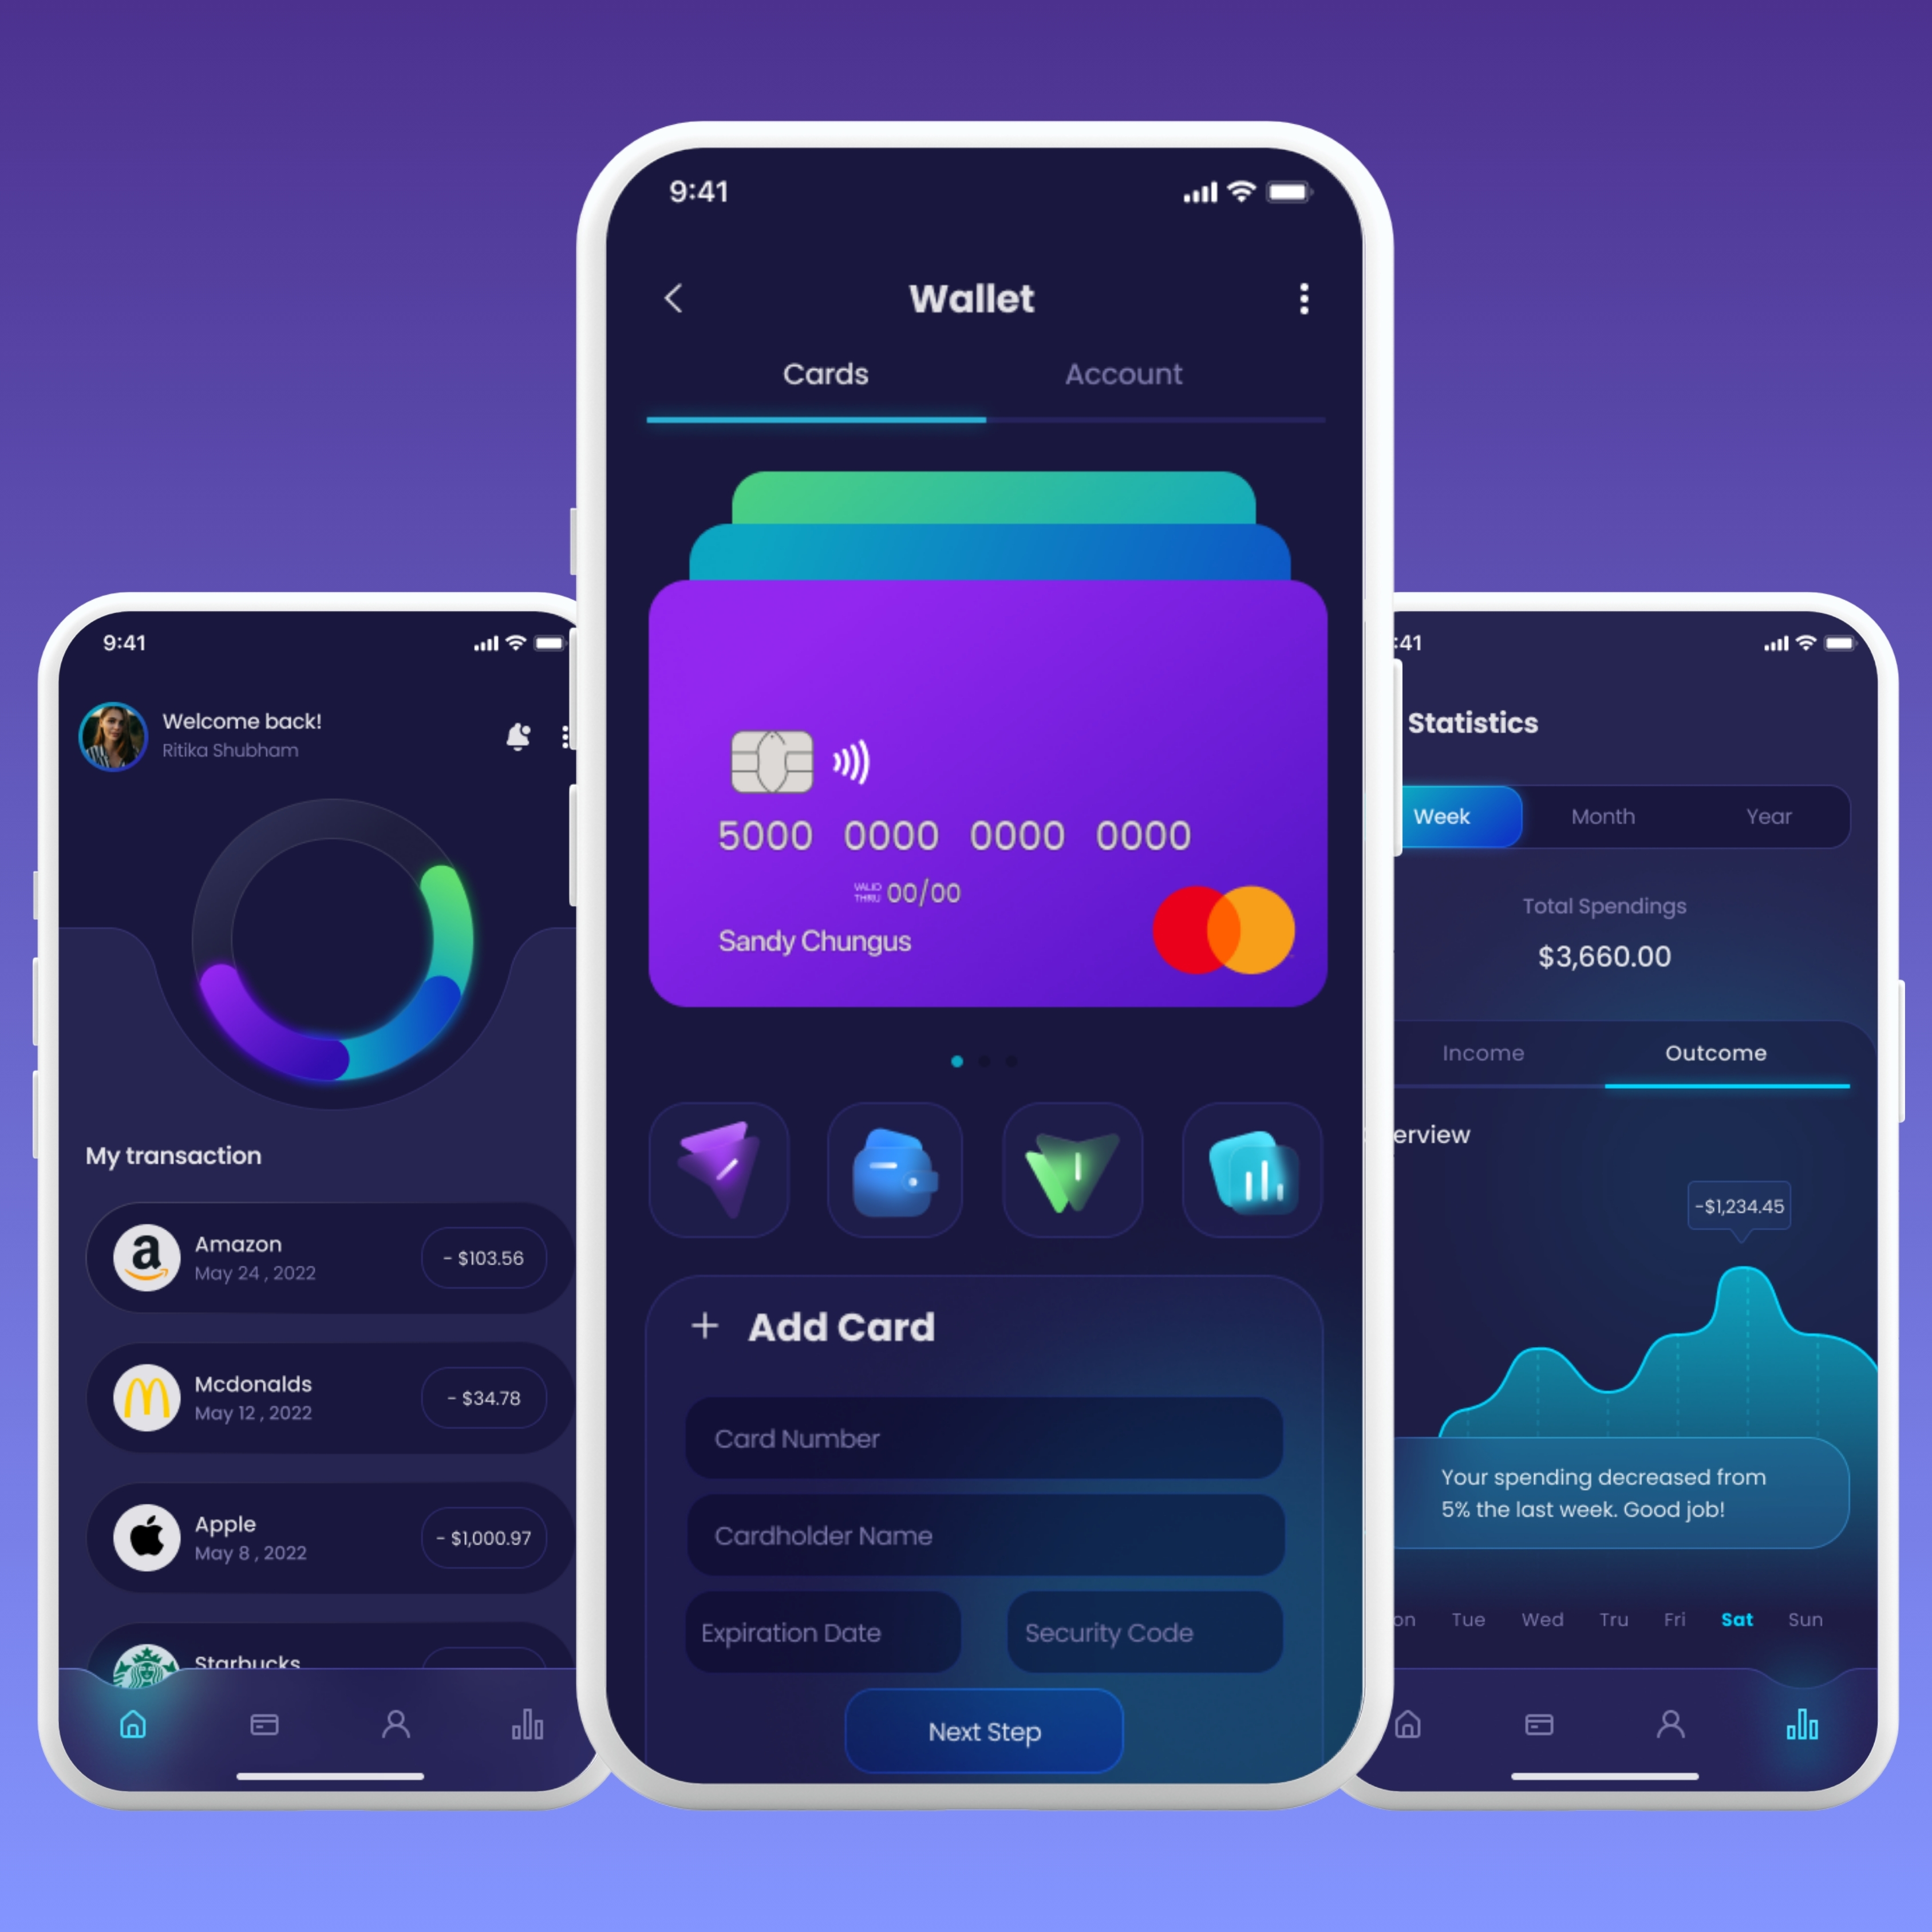 9:41
Welcome back!
Ritika Shubham
My transaction
Amazon
May 24 , 2022
- $103.56
Mcdonalds
May 12 , 2022
- $34.78
Apple
May 8 , 2022
- $1,000.97
Starbucks
9:41
Wallet
Cards
Account
5000 0000 0000 0000
VALID
THRU 00/00
Sandy Chungus
Add Card
Card Number
Cardholder Name
Expiration Date
Security Code
Next Step
:41
Statistics
Week
Month
Year
Total Spendings
$3,660.00
Income
Outcome
erview
-$1,234.45
Your spending decreased from
5% the last week. Good job!
on Tue Wed Tru Fri Sat Sun